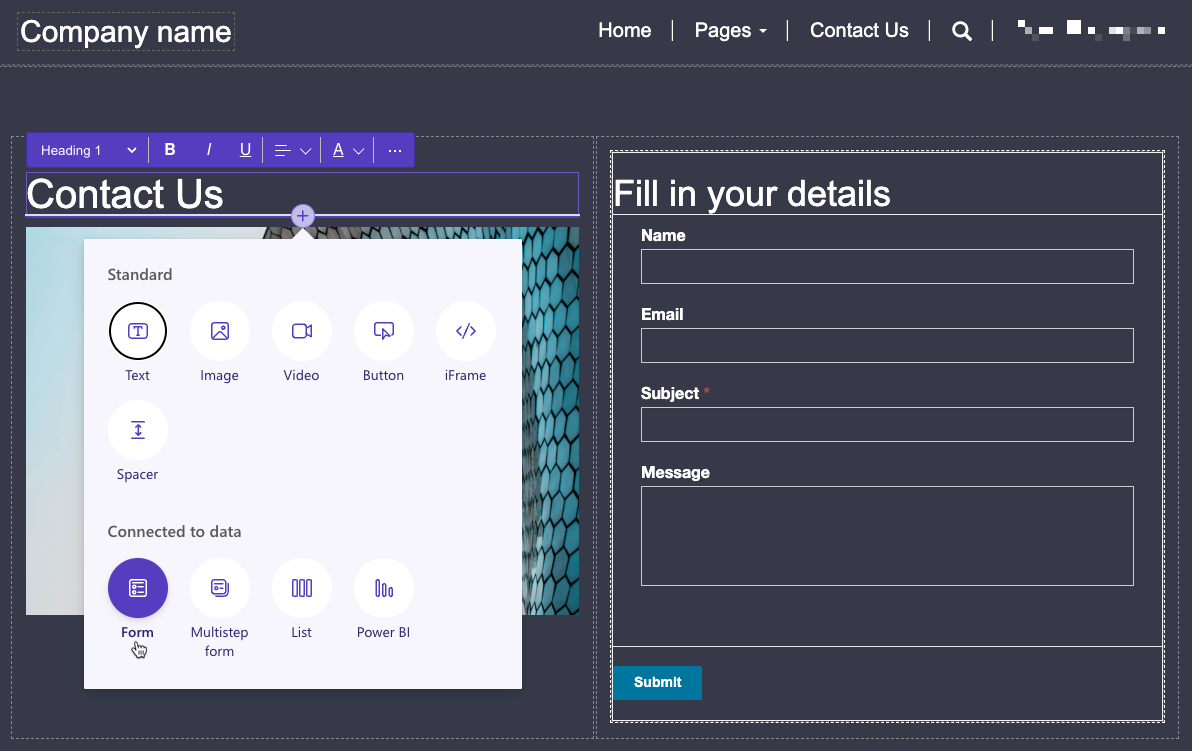 Company name
Home
Pages
Contact Us
Heading 1
B I U A ...
Contact Us
Standard
Text
Image
Video
Button
iFrame
Spacer
Connected to data
Form
Multistep
form
List
Power BI
Fill in your details
Name
Email
Subject *
Message
Submit